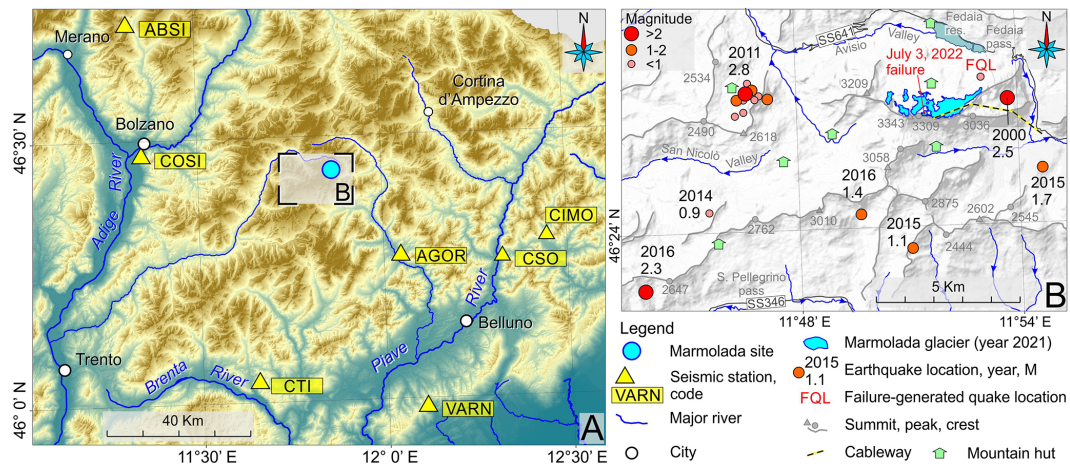 Merano
ABSI
N
Cortina
d'Ampezzo
Bolzano
COSI
46°30' N
B
Adige River
CIMO
AGOR
CSO
River
Belluno
Piave
Trento
Brenta River
CTI
VARN
46° 0' N
40 Km
A
11°30' E
12°0' E
12°30' E
Magnitude
>2
1-2
<1
2011
2.8
2534
SS641
Valley
Avisio
Fedaia
res.
Fedaia
pass
N
July 3, 2022
failure
FQL
3209
3343
3309
3036
2490
2618
2000
2.5
San Nicolò Valley
3058
2016
1.4
2015
1.7
2014
0.9
2762
3010
2875
2602
2545
2015
1.1
2444
46°24' N
2016
2.3
2647
S. Pellegrino
pass
SS346
5 Km
B
11°48' E
11°54' E
Legend
Marmolada site
Seismic station,
code
VARN
Major river
City
Marmolada glacier (year 2021)
2015
1.1
Earthquake location, year, M
FQL
Failure-generated quake location
Summit, peak, crest
Cableway
Mountain hut